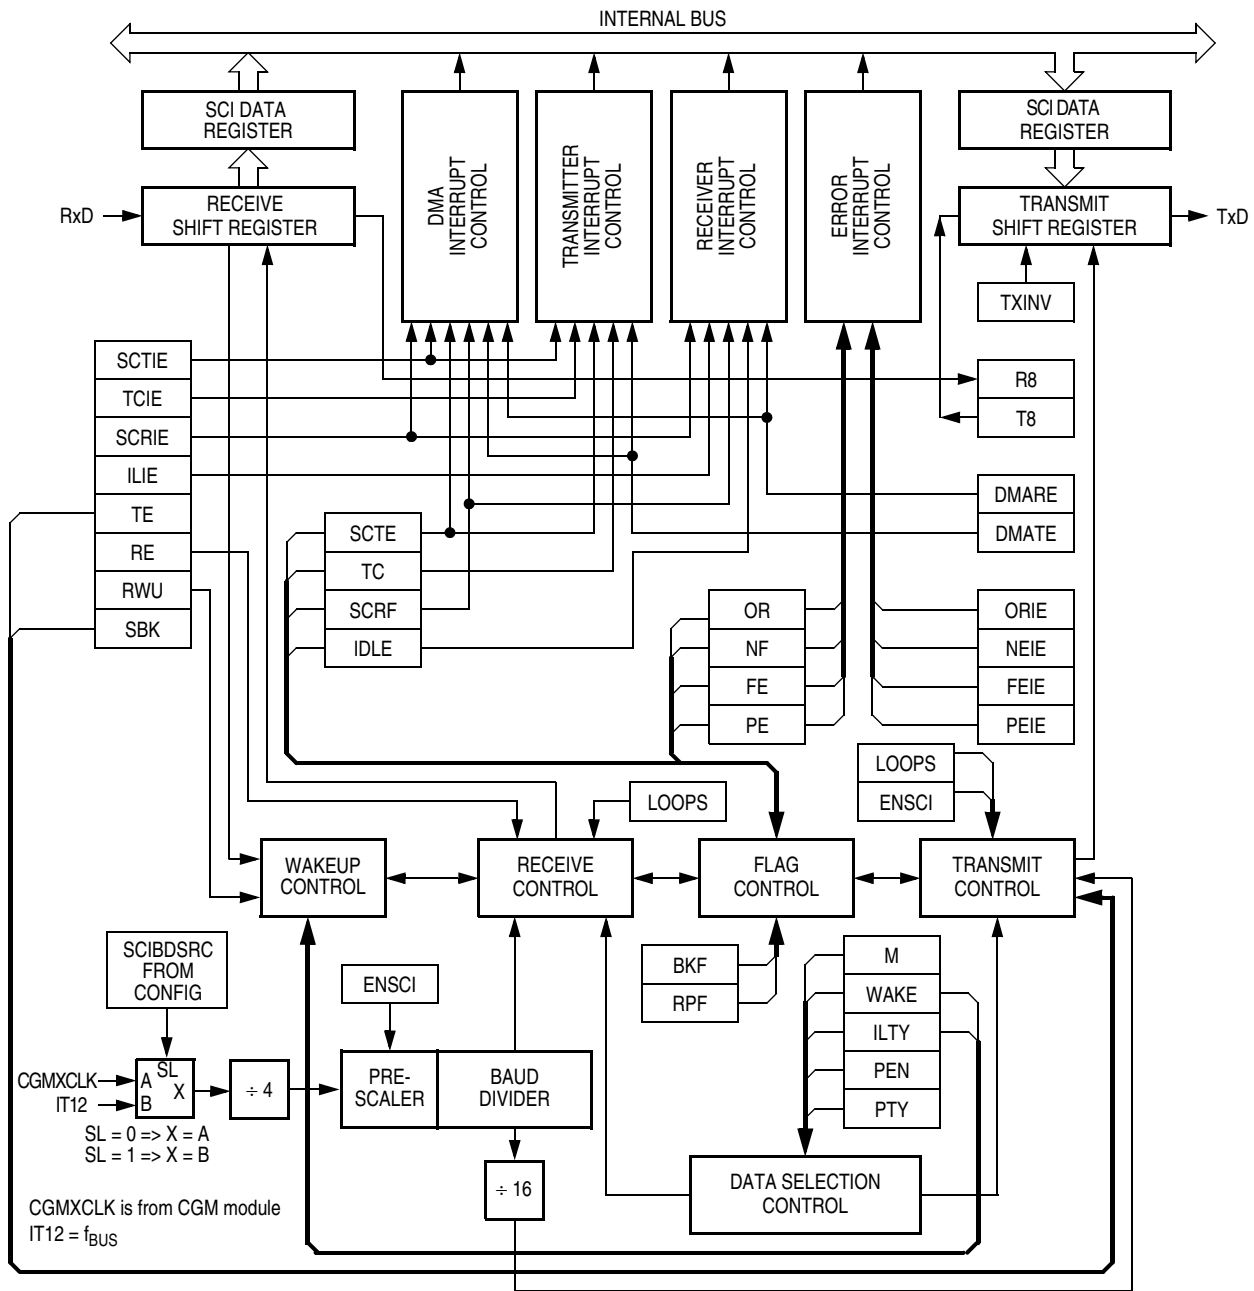 INTERNAL BUS
SCI DATA
REGISTER
DMA
INTERRUPT
CONTROL
TRANSMITTER
INTERRUPT
CONTROL
RECEIVER
INTERRUPT
CONTROL
ERROR
INTERRUPT
CONTROL
SCI DATA
REGISTER
RxD
RECEIVE
SHIFT REGISTER
TRANSMIT
SHIFT REGISTER
TxD
TXINV
SCTIE
TCIE
SCRIE
ILIE
TE
RE
RWU
SBK
R8
T8
DMARE
DMATE
SCTE
TC
SCRF
IDLE
OR
NF
FE
PE
ORIE
NEIE
FEIE
PEIE
LOOPS
ENSCI
LOOPS
WAKEUP
CONTROL
RECEIVE
CONTROL
FLAG
CONTROL
TRANSMIT
CONTROL
SCIBDSRC
FROM
CONFIG
ENSCI
BKF
RPF
M
WAKE
ILTY
PEN
PTY
CGMXCLK
IT12
SL
A
X
B
÷ 4
PRE-
SCALER
BAUD
DIVIDER
SL = 0 => X = A
SL = 1 => X = B
÷ 16
DATA SELECTION
CONTROL
CGMXCLK is from CGM module
IT12 = fBUS